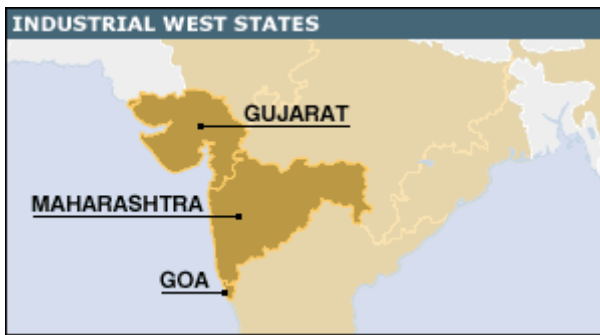 INDUSTRIAL WEST STATES
GUJARAT
MAHARASHTRA
GOA